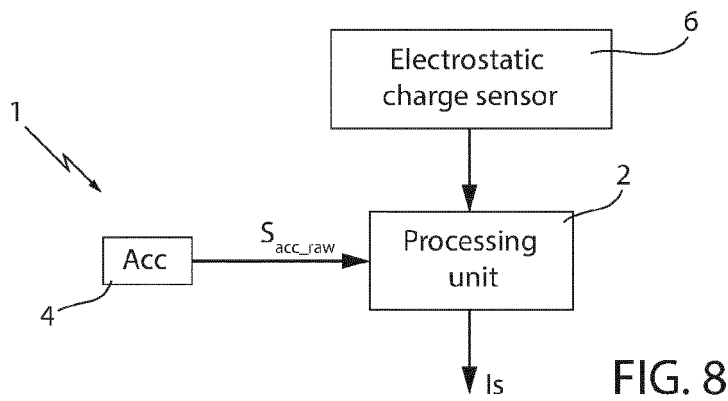 6
Electrostatic
charge sensor
1
2
S_acc_raw
Processing
unit
Acc
4
Is
FIG. 8